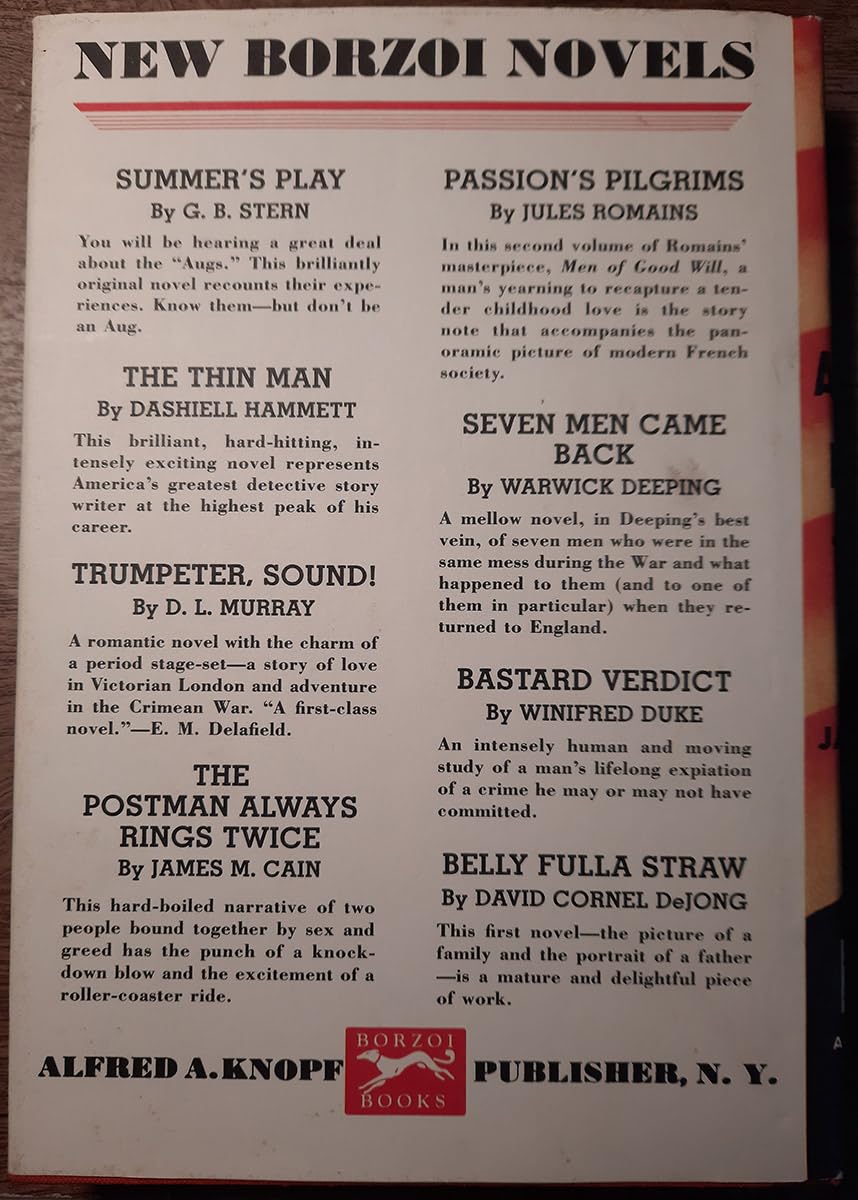 NEW BORZOI NOVELS
SUMMER'S PLAY
By G. B. STERN
You will be hearing a great deal
about the “Augs.” This brilliantly
original novel recounts their expe-
riences. Know them—but don't be
an Aug.
THE THIN MAN
By DASHIELL HAMMETT
This brilliant, hard-hitting, in-
tensely exciting novel represents
America's greatest detective story
writer at the highest peak of his
career.
TRUMPETER, SOUND!
By D. L. MURRAY
A romantic novel with the charm of
a period stage-set—a story of love
in Victorian London and adventure
in the Crimean War. “A first-class
novel.”—E. M. Delafield.
THE
POSTMAN ALWAYS
RINGS TWICE
By JAMES M. CAIN
This hard-boiled narrative of two
people bound together by sex and
greed has the punch of a knock-
down blow and the excitement of a
roller-coaster ride.
PASSION'S PILGRIMS
By JULES ROMAINS
In this second volume of Romains'
masterpiece, Men of Good Will, a
man's yearning to recapture a ten-
der childhood love is the story
note that accompanies the pan-
oramic picture of modern French
society.
SEVEN MEN CAME
BACK
By WARWICK DEEPING
A mellow novel, in Deeping's best
vein, of seven men who were in the
same mess during the War and what
happened to them (and to one of
them in particular) when they re-
turned to England.
BASTARD VERDICT
By WINIFRED DUKE
An intensely human and moving
study of a man's lifelong expiation
of a crime he may or may not have
committed.
BELLY FULLA STRAW
By DAVID CORNEL DeJONG
This first novel—the picture of a
family and the portrait of a father
—is a mature and delightful piece
of work.
ALFRED A. KNOPF
BORZOI
BOOKS
PUBLISHER, N. Y.